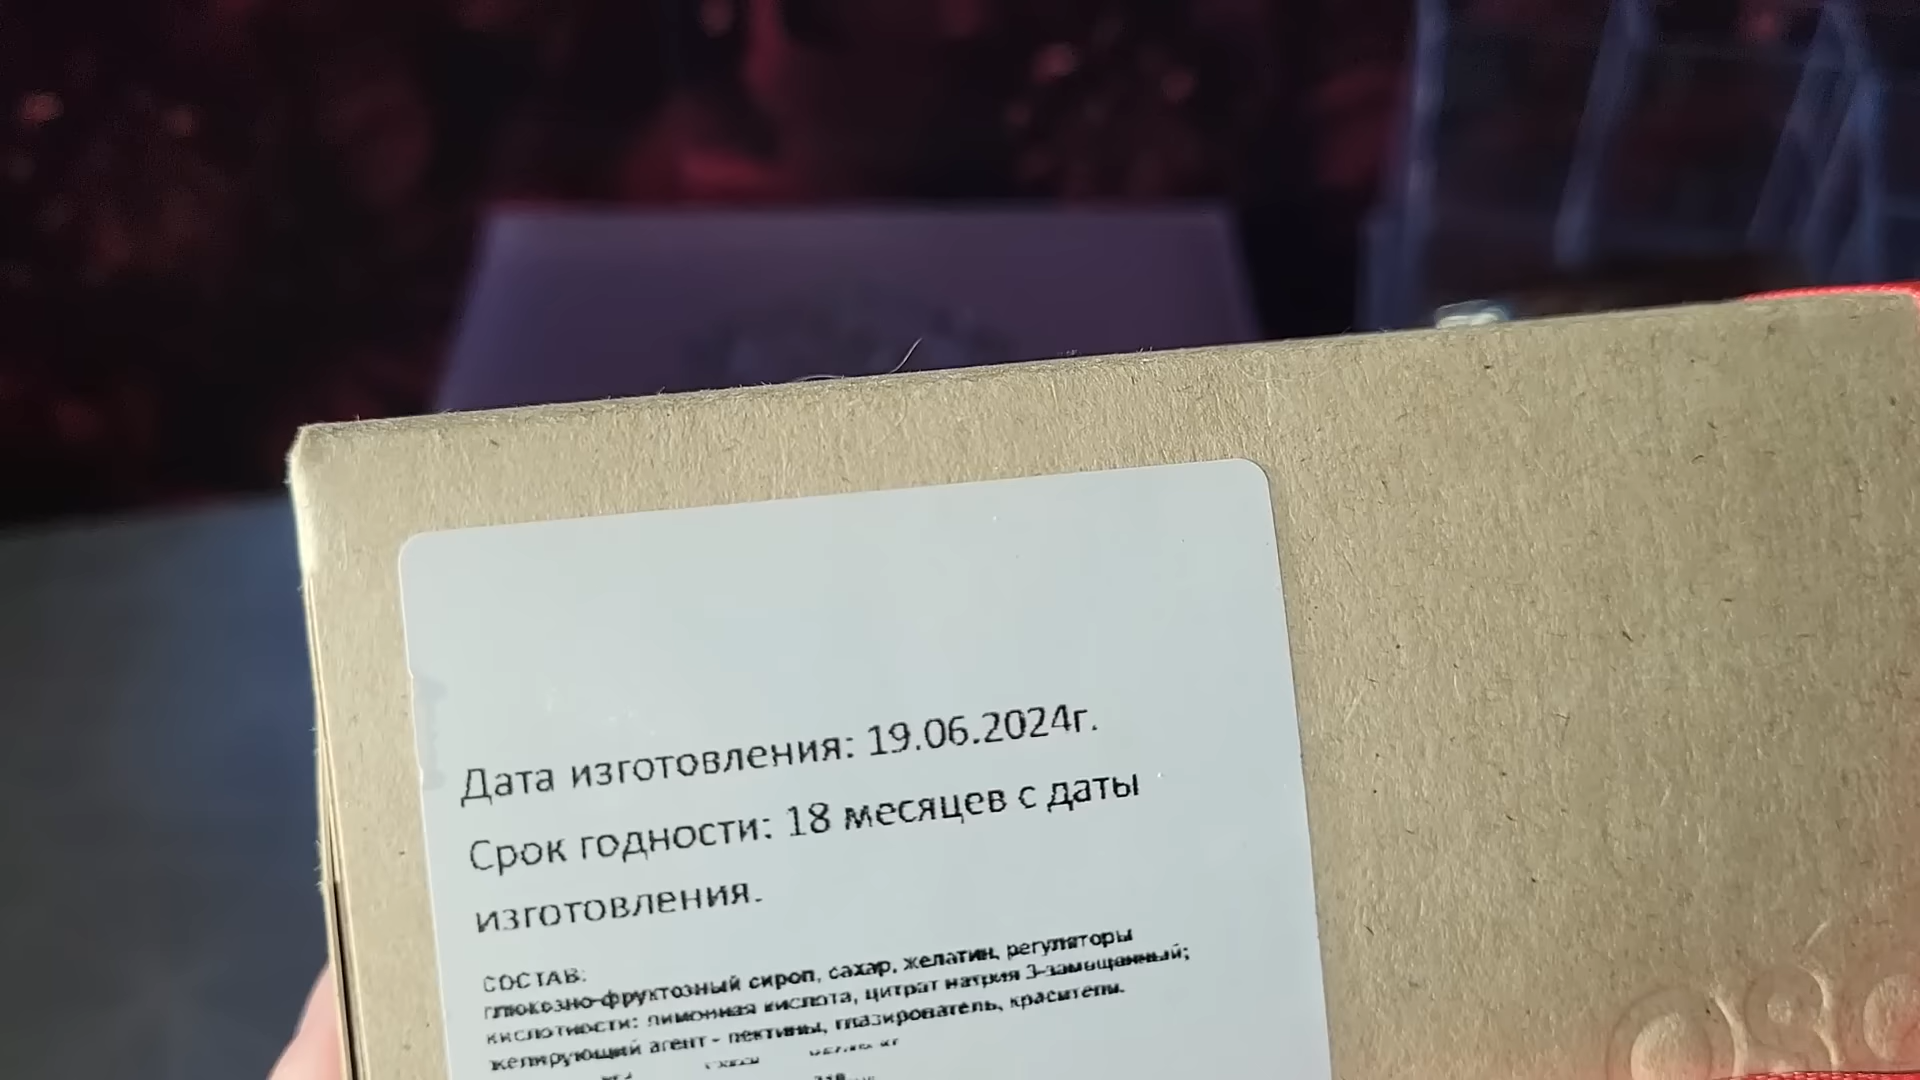 Дата изготовления: 19.06.2024г.
Срок годности: 18 месяцев с даты
изготовления.
СОСТАВ:
глюкозно-фруктозный сироп, сахар, желатин, регуляторы
кислотности: лимонная кислота, цитрат натрия 3-замещанный;
желирующий агент - пектины, глазирователь, красители.